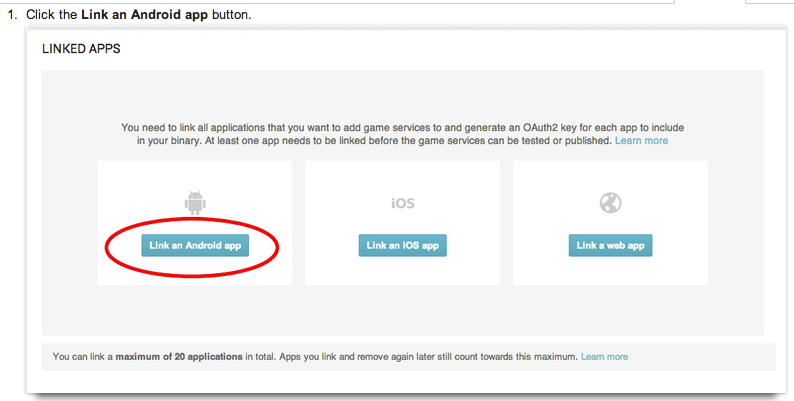 1. Click the Link an Android app button.
LINKED APPS
You need to link all applications that you want to add game services to and generate an OAuth2 key for each app to include
in your binary. At least one app needs to be linked before the game services can be tested or published. Learn more
iOS
Link an Android app
Link an iOS app
Link a web app
You can link a maximum of 20 applications in total. Apps you link and remove again later still count towards this maximum. Learn more